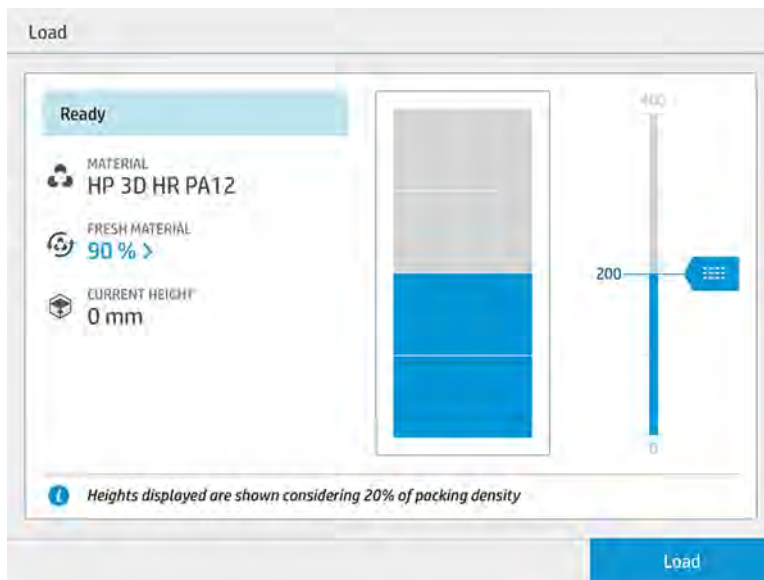 Load
Ready
MATERIAL
HP 3D HR PA12
FRESH MATERIAL
90 % >
CURRENT HEIGHT
0 mm
400
200
0
i
Heights displayed are shown considering 20% of packing density
Load